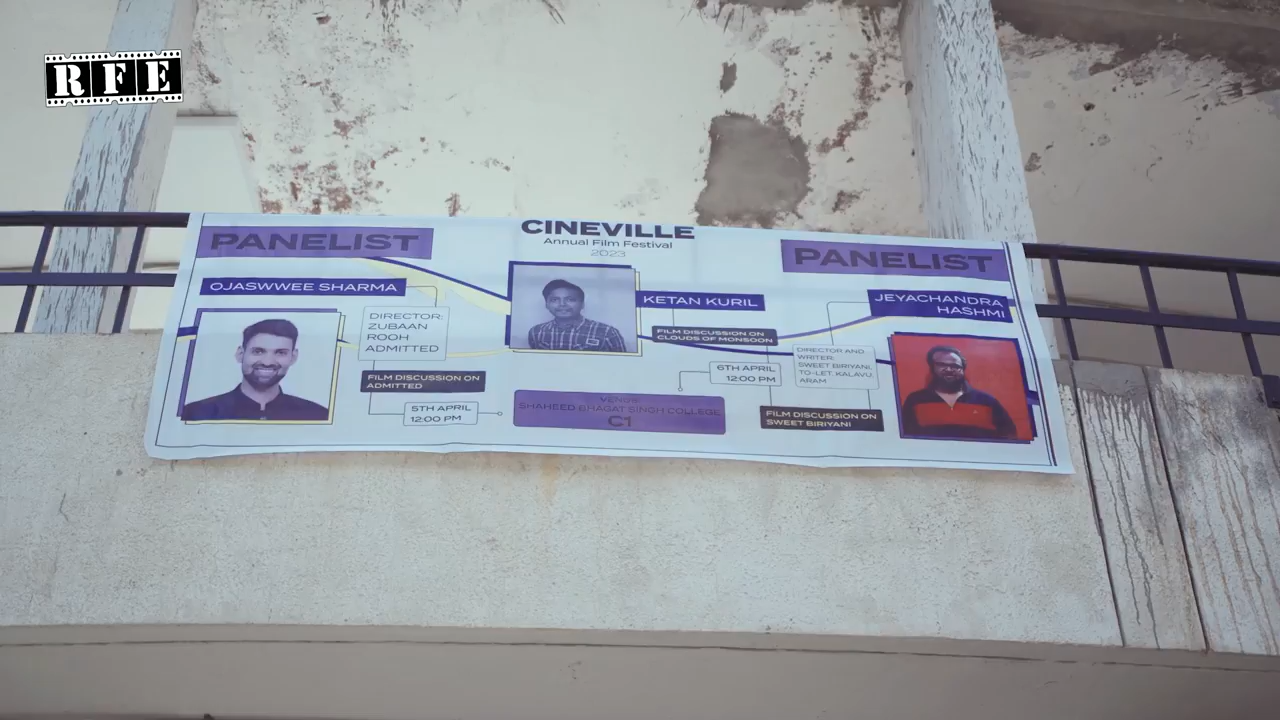 RFE
CINEVILLE
Annual Film Festival
2023
PANELIST
OJASWWEE SHARMA
DIRECTOR:
ZUBAAN
ROOH
ADMITTED
FILM DISCUSSION ON
ADMITTED
5TH APRIL
12:00 PM
KETAN KURIL
FILM DISCUSSION ON
CLOUDS OF MONSOON
6TH APRIL
12:00 PM
VENUE
SHAHEED BHAGAT SINGH COLLEGE
C1
PANELIST
JEYACHANDRA
HASHMI
DIRECTOR AND
WRITER:
SWEET BIRIYANI,
TO-LET, KALAVU,
ARAM
FILM DISCUSSION ON
SWEET BIRIYANI